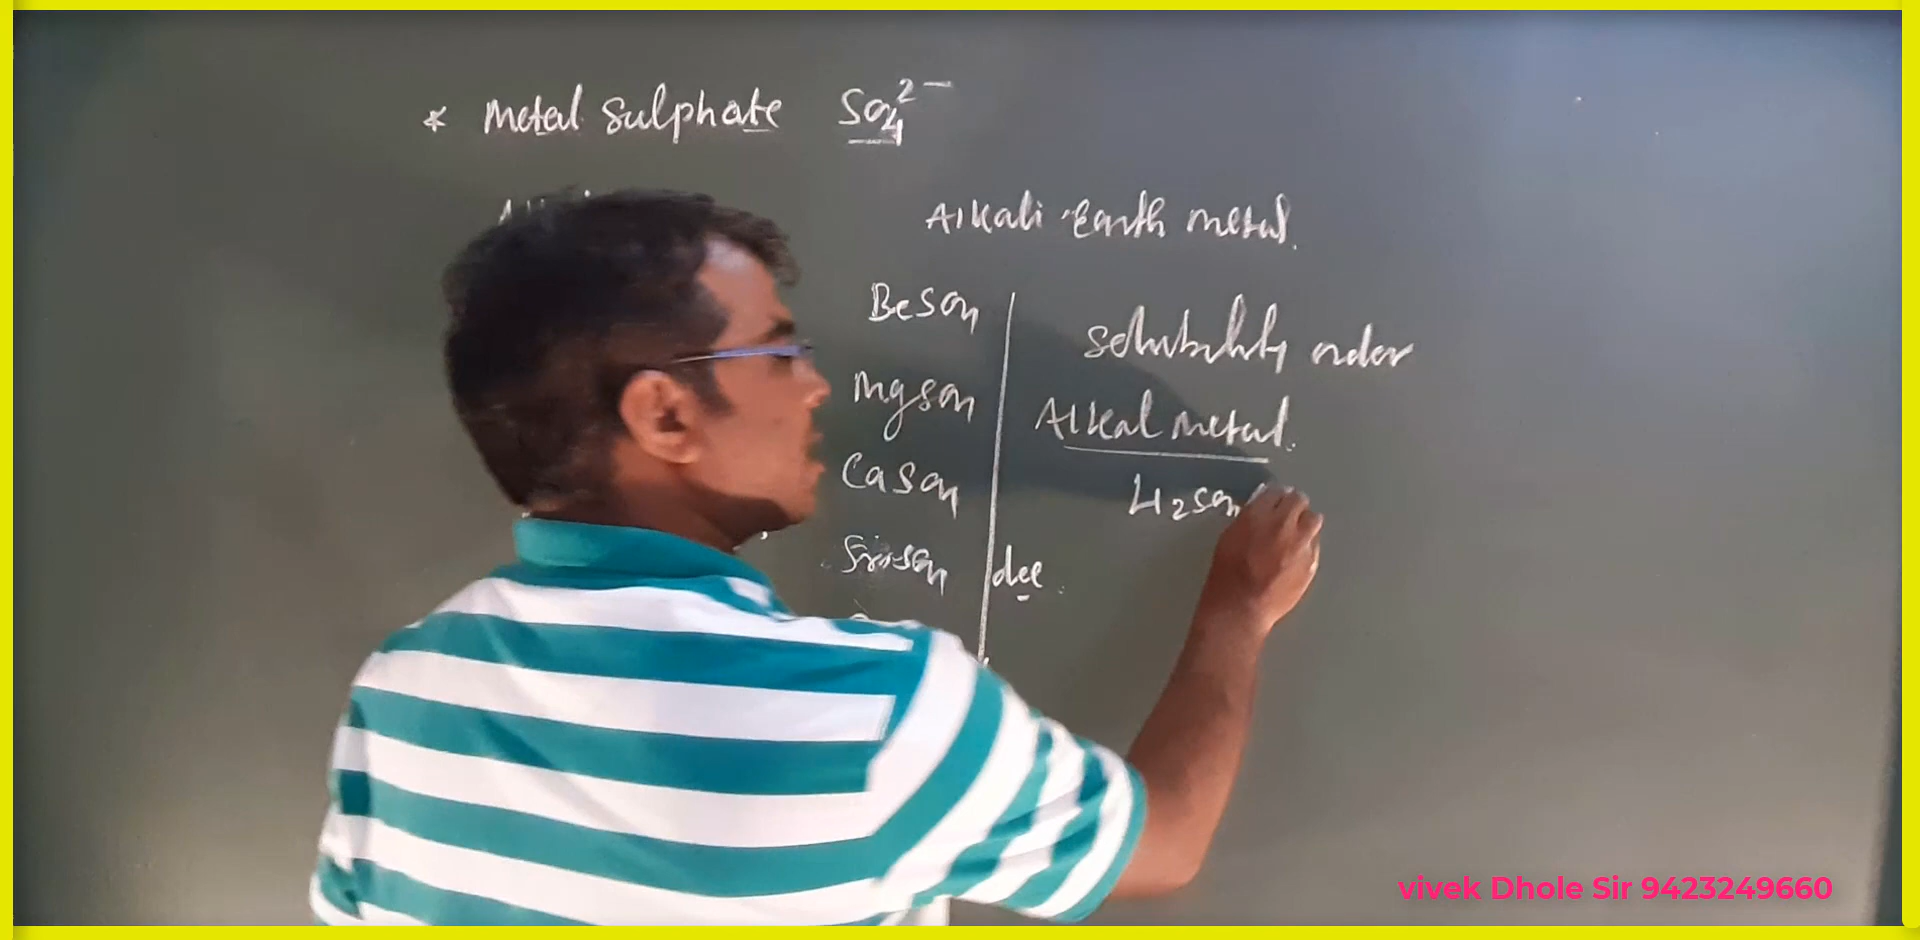 * Metal Sulphate SO4^2-
Alkali Earth metal.
BeSO4
MgSO4
CaSO4
SrSO4
dec.
Solubility order
Alkal Metal.
Li2SO4
vivek Dhole Sir 9423249660